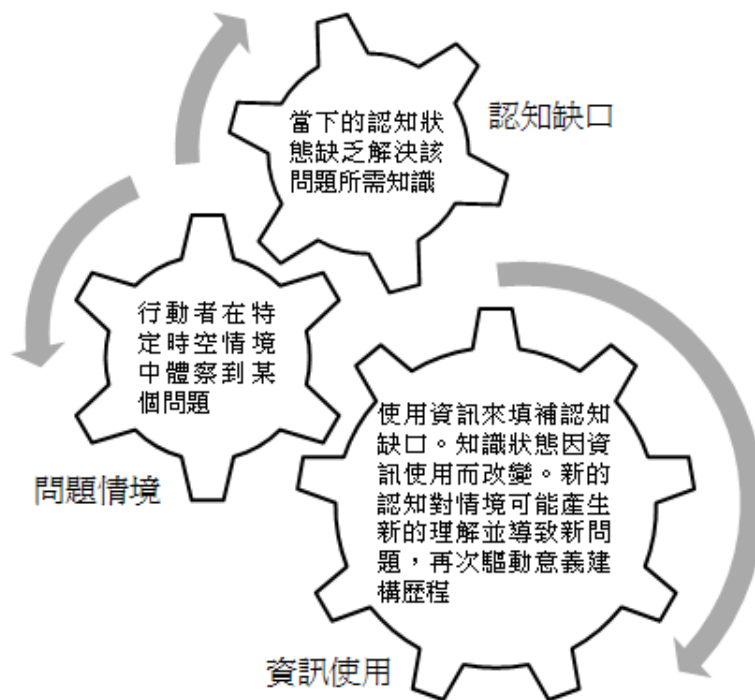 認知缺口
當下的認知狀
態缺乏解決該
問題所需知識
行動者在特
定時空情境
中體察到某
個問題
問題情境
使用資訊來填補認知
缺口。知識狀態因資
訊使用而改變。新的
認知對情境可能產生
新的理解並導致新問
題，再次驅動意義建
構歷程
資訊使用